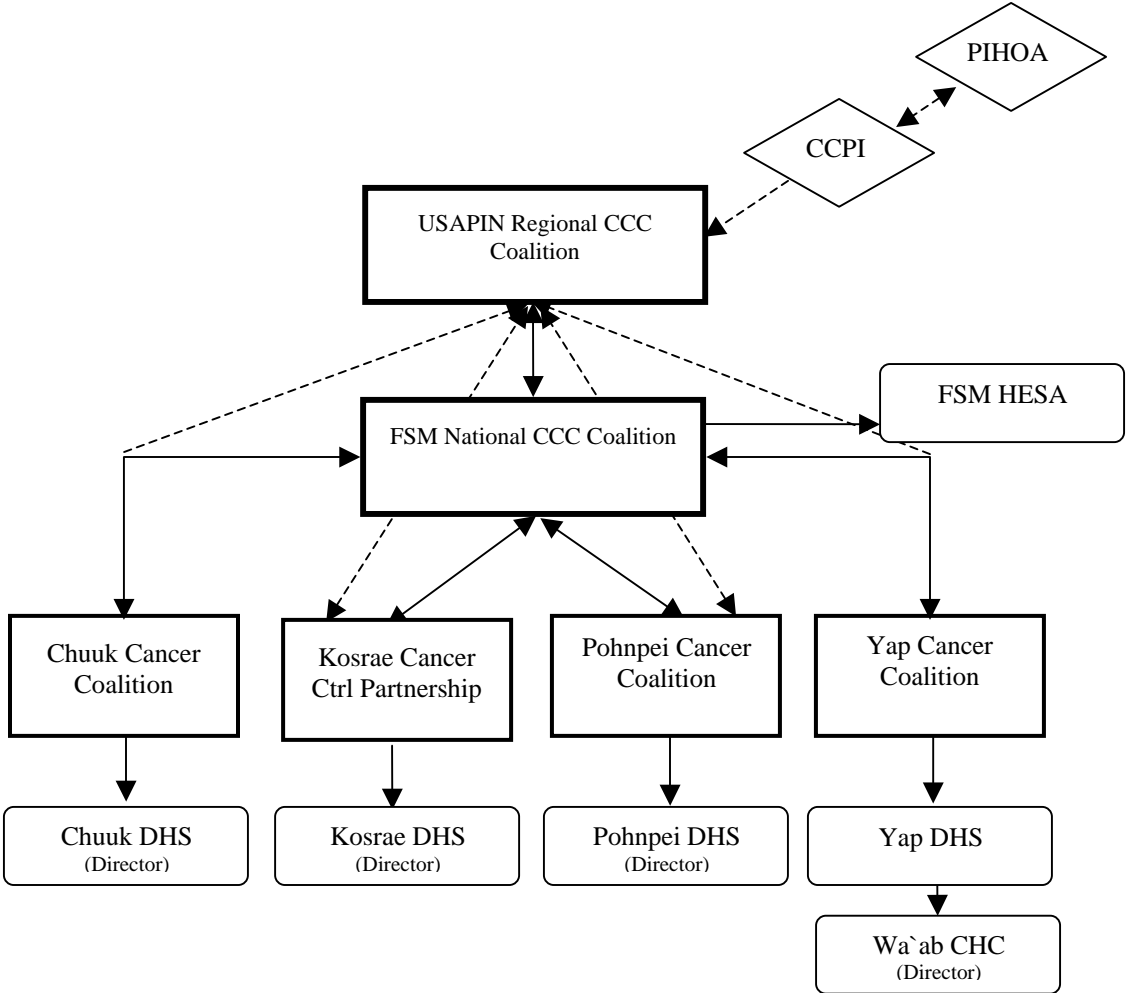 PIHOA
CCPI
USAPIN Regional CCC
Coalition
FSM HESA
FSM National CCC Coalition
Chuuk Cancer
Coalition
Kosrae Cancer
Ctrl Partnership
Pohnpei Cancer
Coalition
Yap Cancer
Coalition
Chuuk DHS
(Director)
Kosrae DHS
(Director)
Pohnpei DHS
(Director)
Yap DHS
Wa`ab CHC
(Director)